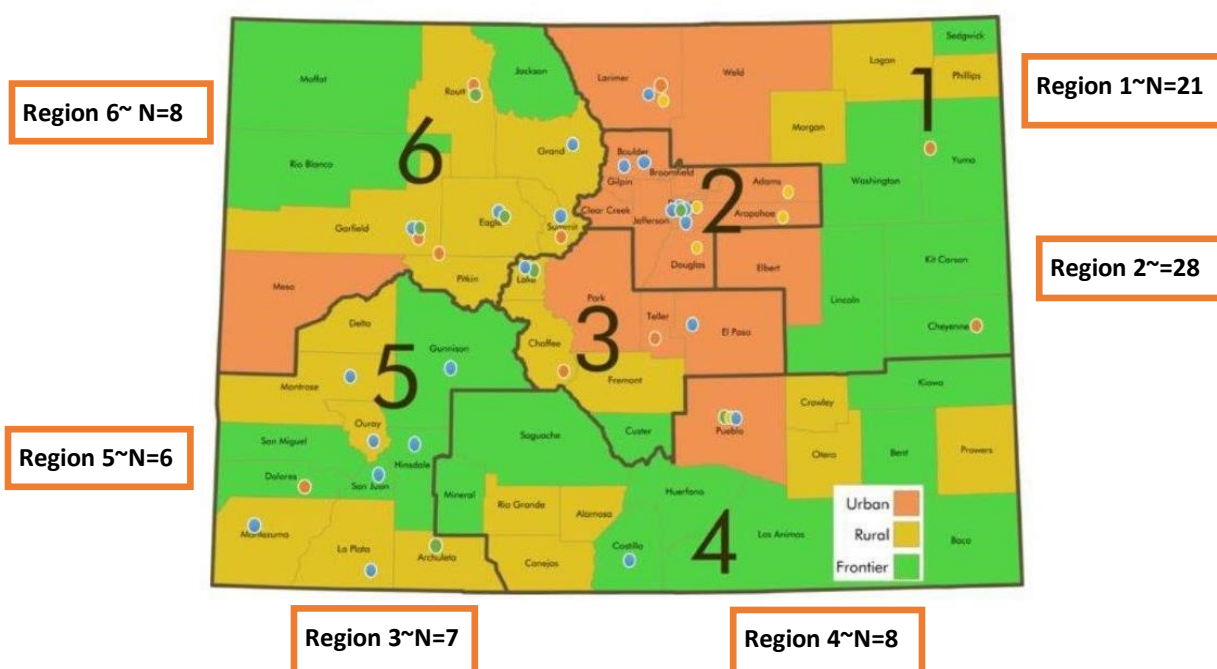 Region 6~ N=8
Region 1~N=21
Region 2~=28
Region 5~N=6
Region 3~N=7
Region 4~N=8
1
2
3
4
5
6
Moffat
Routt
Jackson
Larimer
Weld
Logan
Sedgwick
Phillips
Morgan
Rio Blanco
Grand
Boulder
Gilpin
Broomfield
Clear Creek
Jefferson
Adams
Arapahoe
Washington
Yuma
Garfield
Eagle
Summit
Douglas
Elbert
Kit Carson
Lincoln
Cheyenne
Mesa
Pitkin
Lake
Park
Teller
El Paso
Delta
Gunnison
Chaffee
Fremont
Montrose
Ouray
Kiowa
Crowley
Pueblo
Otero
Bent
Prowers
San Miguel
Hinsdale
Saguache
Custer
Dolores
San Juan
Mineral
Rio Grande
Alamosa
Huerfano
Las Animas
Baca
Montezuma
La Plata
Archuleta
Conejos
Costilla
Urban
Rural
Frontier